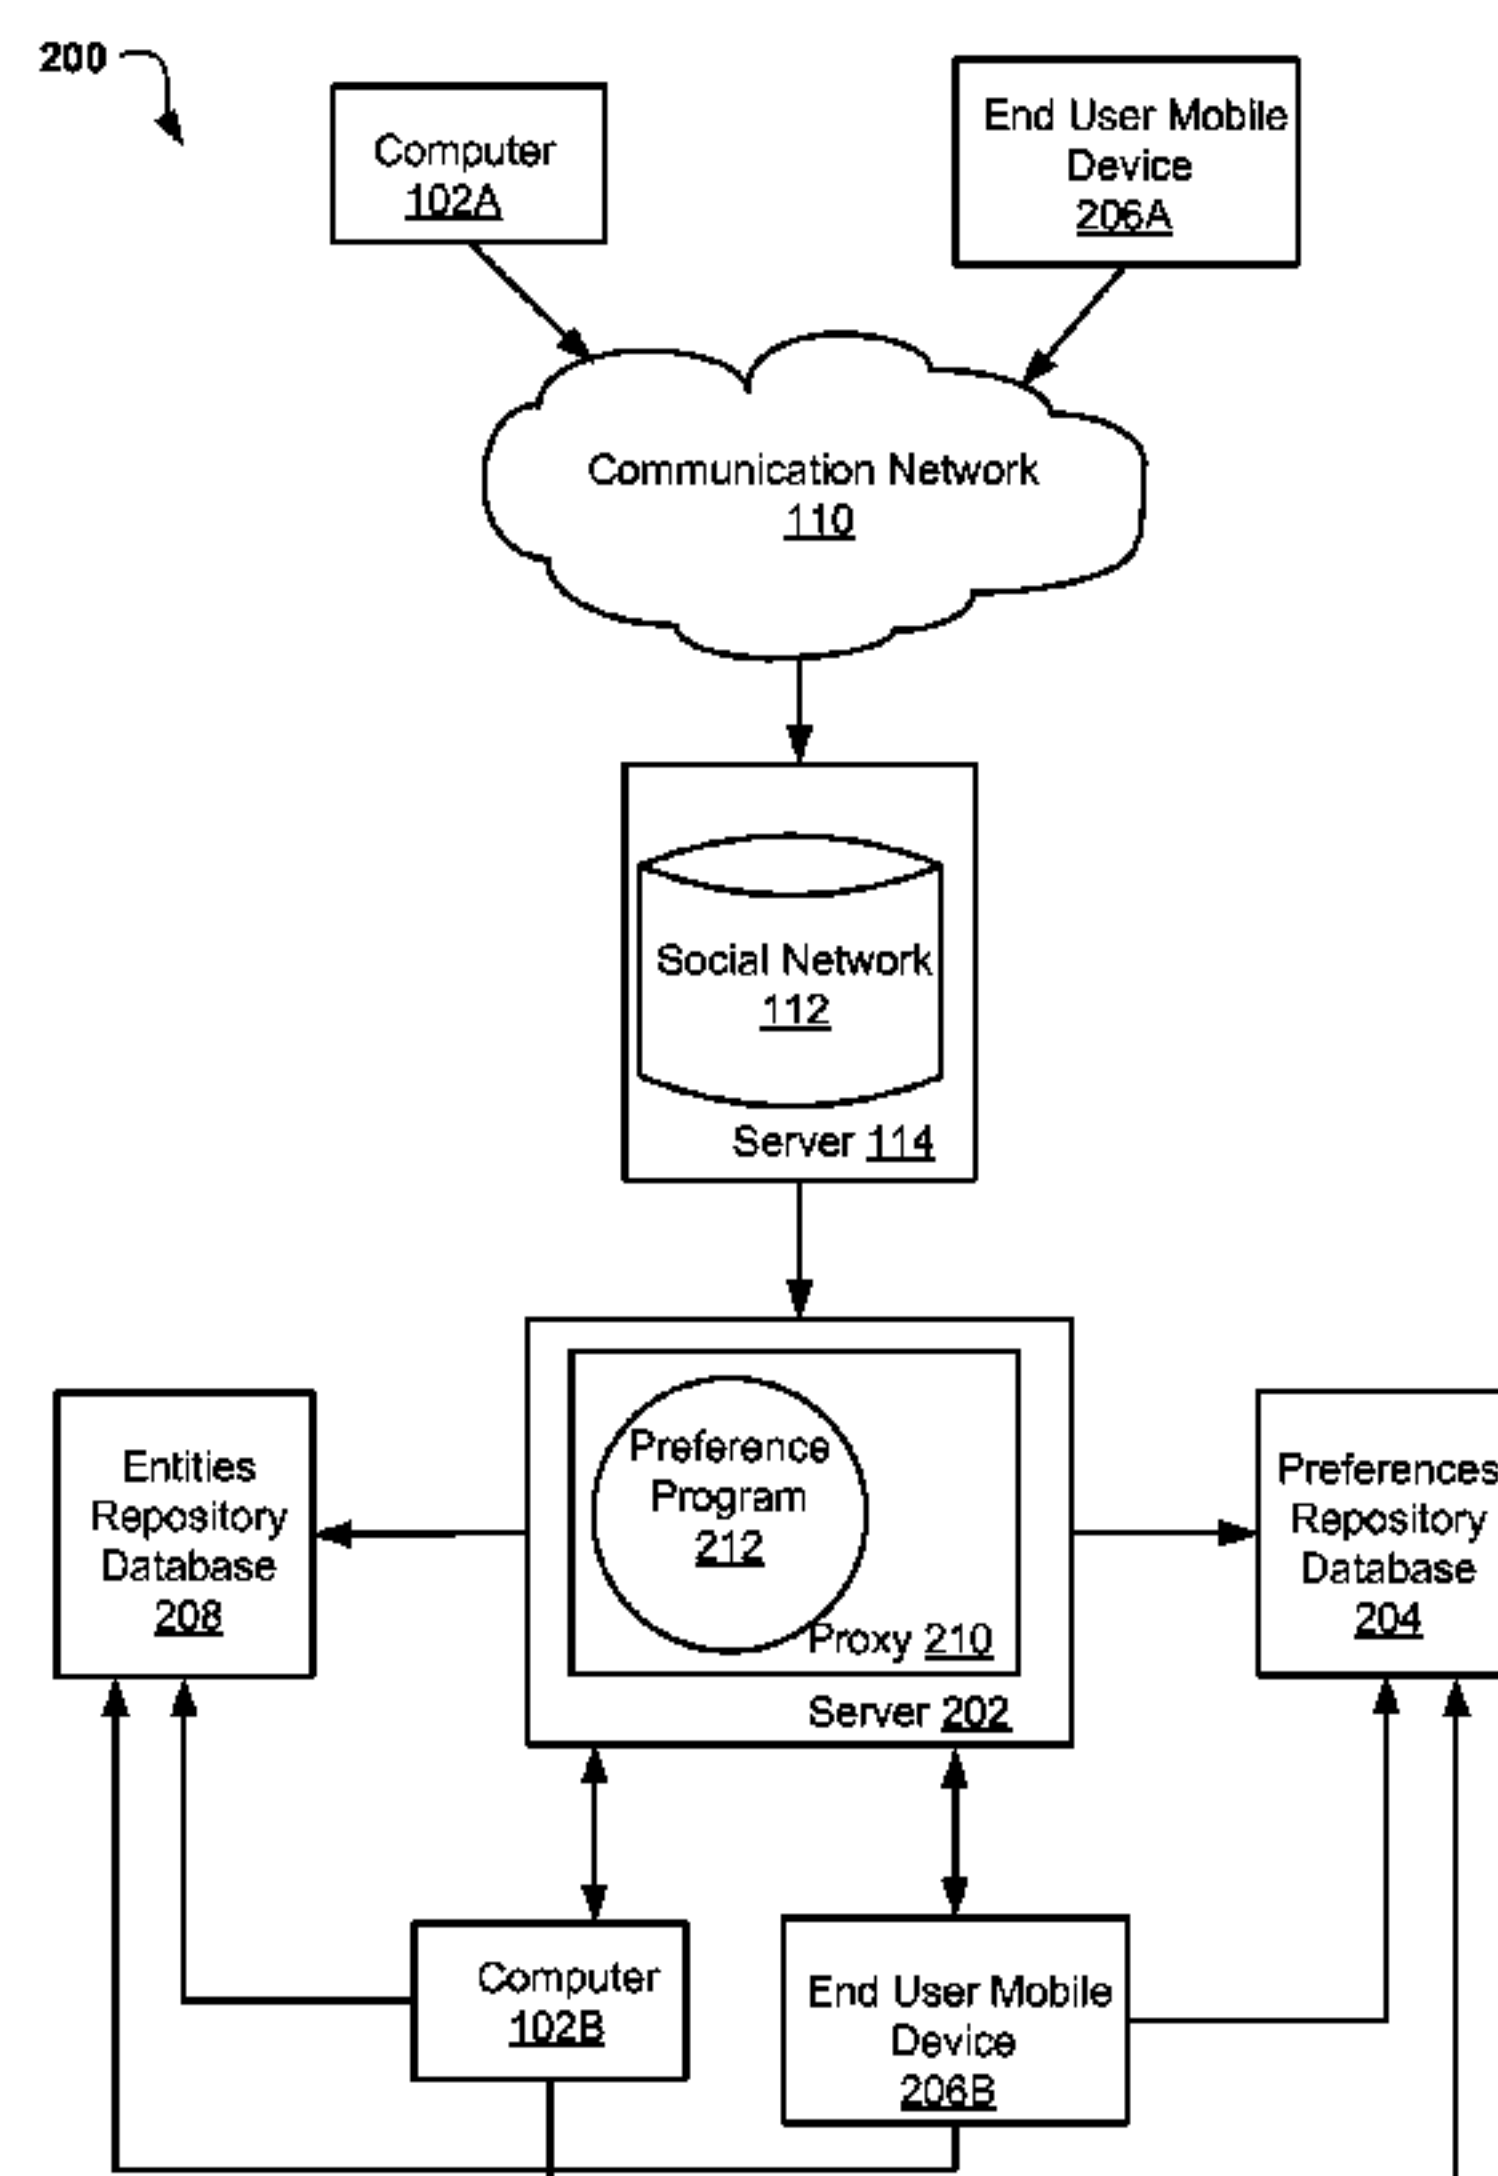 200
Computer
102A
End User Mobile
Device
206A
Communication Network
110
Social Network
112
Server 114
Preference
Program
212
Proxy 210
Server 202
Entities
Repository
Database
208
Preferences
Repository
Database
204
Computer
102B
End User Mobile
Device
206B